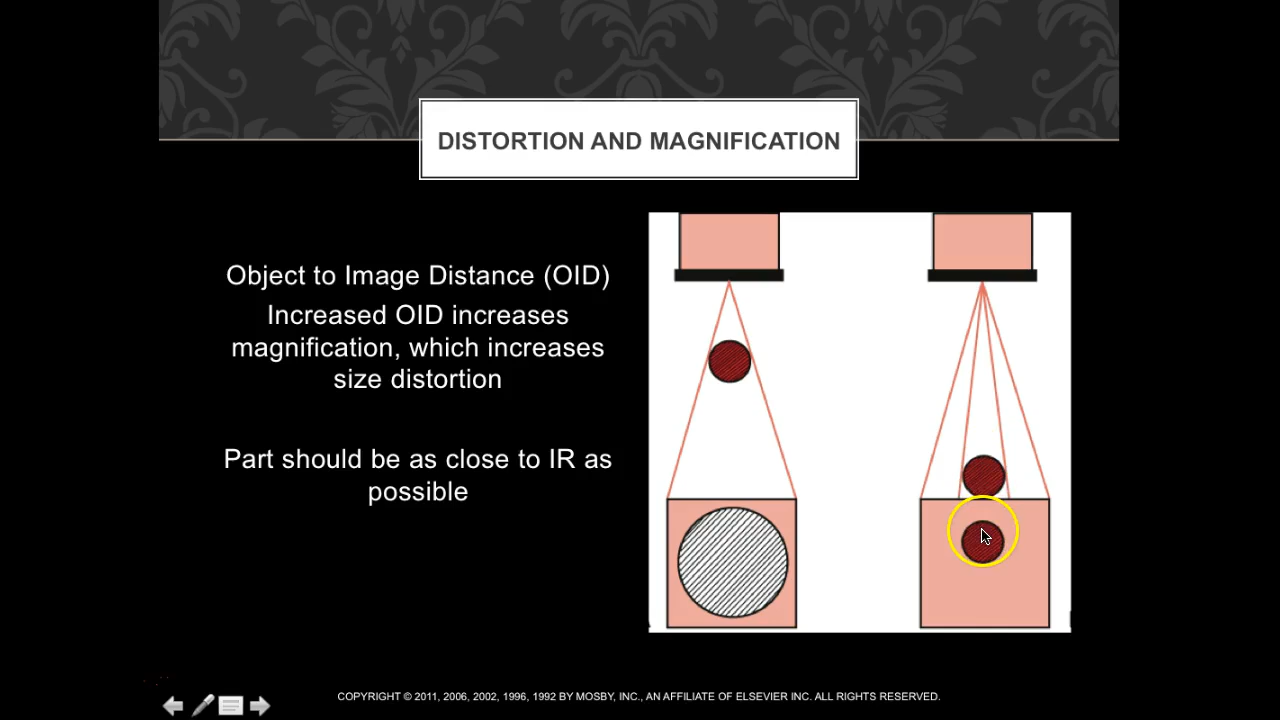 DISTORTION AND MAGNIFICATION
Object to Image Distance (OID)
Increased OID increases
magnification, which increases
size distortion
Part should be as close to IR as
possible
COPYRIGHT © 2011, 2006, 2002, 1996, 1992 BY MOSBY, INC., AN AFFILIATE OF ELSEVIER INC. ALL RIGHTS RESERVED.